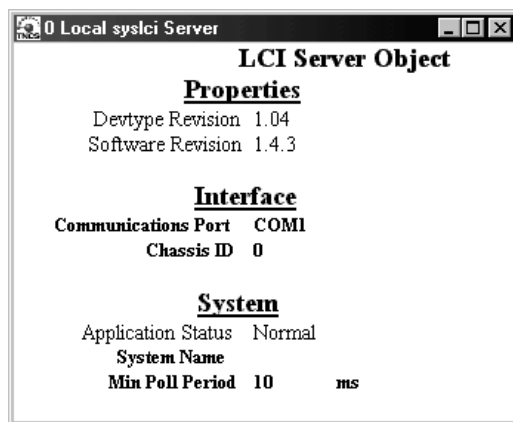 0 Local syslci Server
LCI Server Object
Properties
Devtype Revision 1.04
Software Revision 1.4.3
Interface
Communications Port COM1
Chassis ID 0
System
Application Status Normal
System Name
Min Poll Period 10 ms